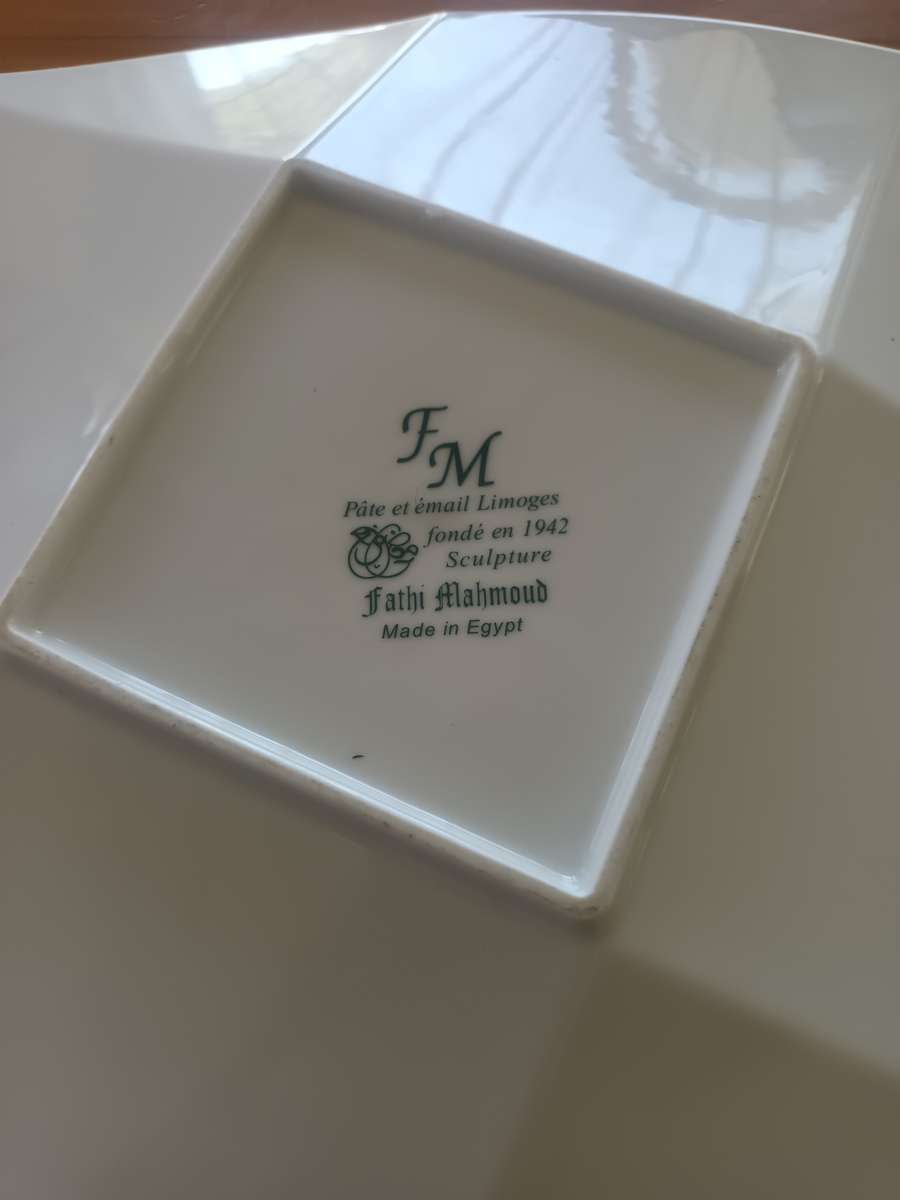 FM
Pâte et émail Limoges
fondé en 1942
Sculpture
Fathi Mahmoud
Made in Egypt